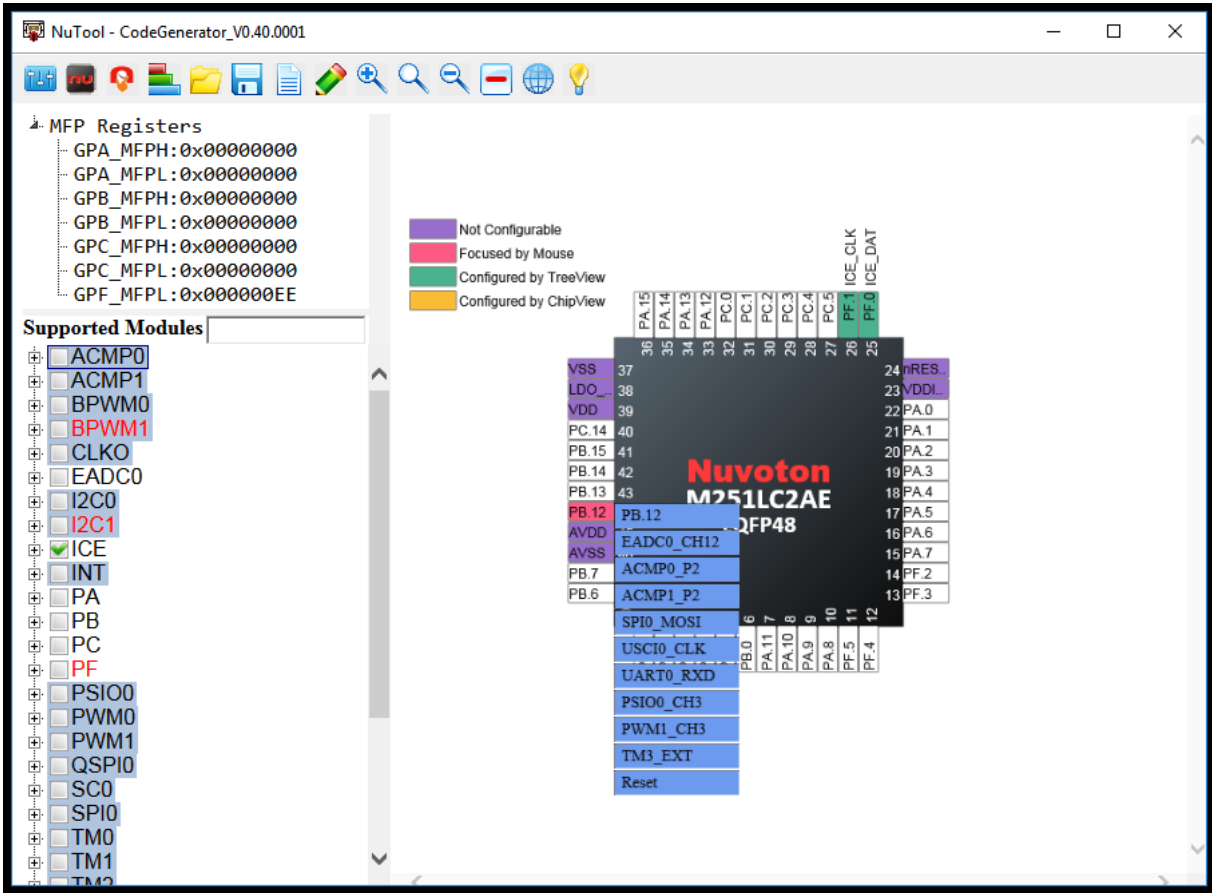 NuTool - CodeGenerator_V0.40.0001
nu
MFP Registers
GPA_MFPH:0x00000000
GPA_MFPL:0x00000000
GPB_MFPH:0x00000000
GPB_MFPL:0x00000000
GPC_MFPH:0x00000000
GPC_MFPL:0x00000000
GPF_MFPL:0x000000EE
Supported Modules
ACMP0
ACMP1
BPWM0
BPWM1
CLKO
EADC0
I2C0
I2C1
ICE
INT
PA
PB
PC
PF
PSIO0
PWM0
PWM1
QSPI0
SC0
SPI0
TM0
TM1
TM2
Not Configurable
Focused by Mouse
Configured by TreeView
Configured by ChipView
ICE_CLK
ICE_DAT
PA.15
PA.14
PA.13
PA.12
PC.0
PC.1
PC.2
PC.3
PC.4
PC.5
PF.1
PF.0
36
35
34
33
32
31
30
29
28
27
26
25
VSS 37
LDO_.. 38
VDD 39
PC.14 40
PB.15 41
PB.14 42
PB.13 43
PB.12
AVDD
AVSS
PB.7
PB.6
24 nRES..
23 VDDI..
22 PA.0
21 PA.1
20 PA.2
19 PA.3
18 PA.4
17 PA.5
16 PA.6
15 PA.7
14 PF.2
13 PF.3
Nuvoton
M251LC2AE
QFP48
PB.12
EADC0_CH12
ACMP0_P2
ACMP1_P2
SPI0_MOSI
USCI0_CLK
UART0_RXD
PSIO0_CH3
PWM1_CH3
TM3_EXT
Reset
6
7
8
9
10
11
12
PB.0
PA.11
PA.10
PA.9
PA.8
PF.5
PF.4